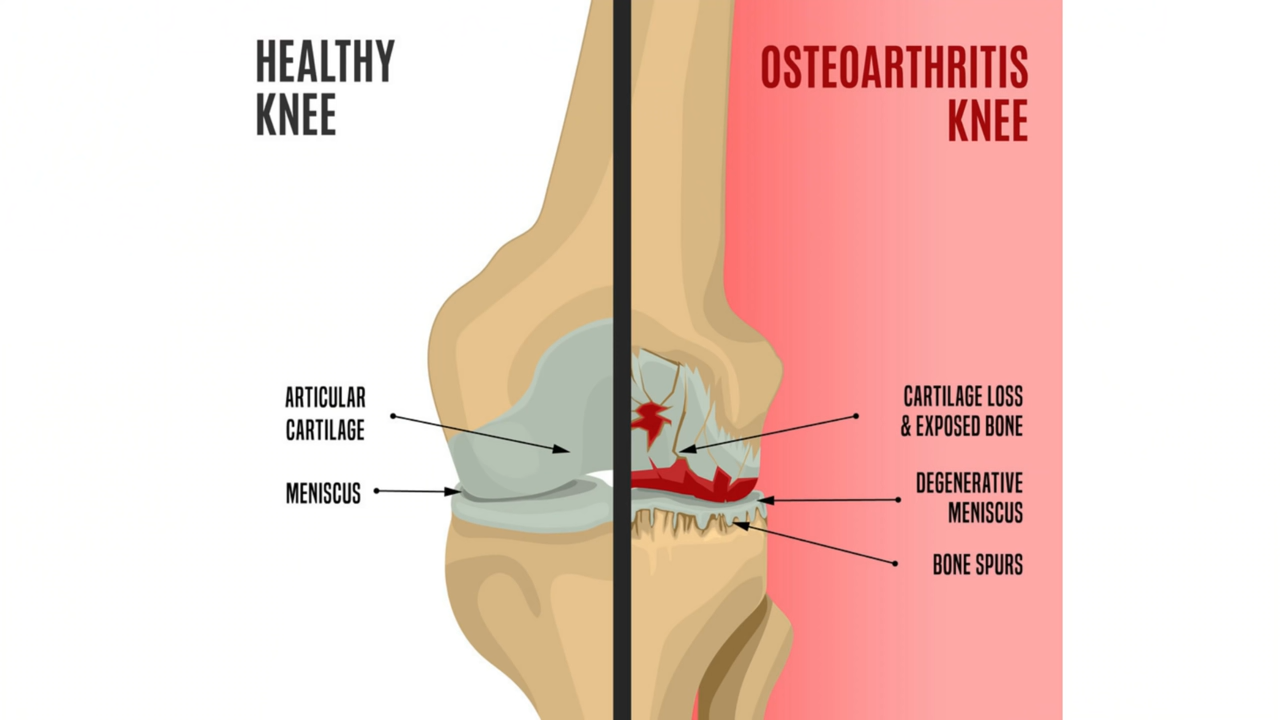 HEALTHY
KNEE
OSTEOARTHRITIS
KNEE
ARTICULAR
CARTILAGE
MENISCUS
CARTILAGE LOSS
& EXPOSED BONE
DEGENERATIVE
MENISCUS
BONE SPURS